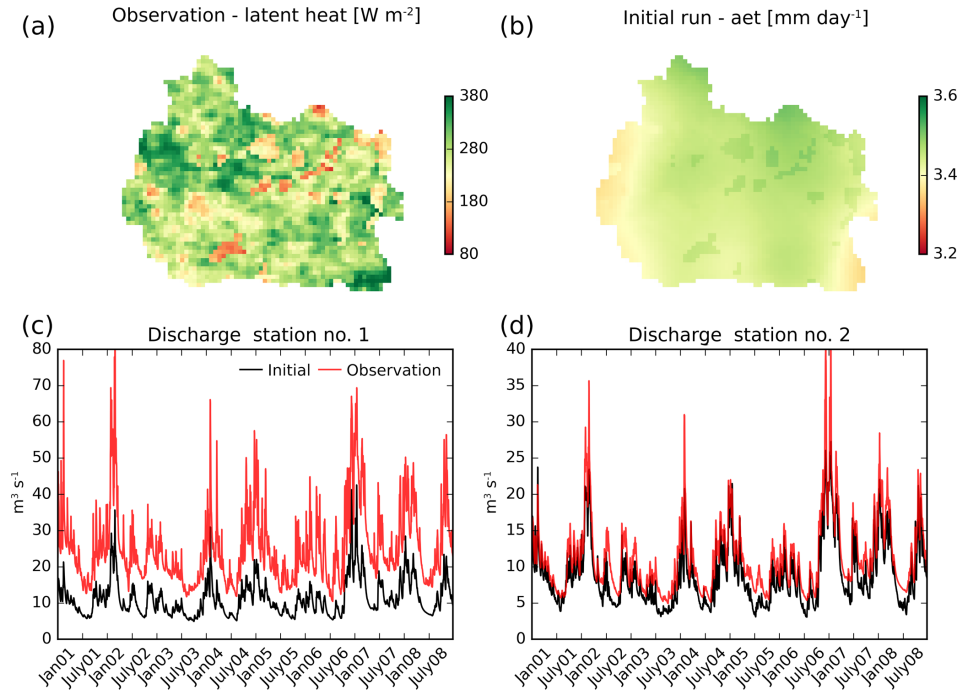 (a) Observation - latent heat [W m⁻²]
(b) Initial run - aet [mm day⁻¹]
380
280
180
80
3.6
3.4
3.2
(c) Discharge station no. 1
(d) Discharge station no. 2
Initial Observation
m³ s⁻¹
80
70
60
50
40
30
20
10
0
Jan01 July01 Jan02 July02 Jan03 July03 Jan04 July04 Jan05 July05 Jan06 July06 Jan07 July07 Jan08 July08
m³ s⁻¹
40
35
30
25
20
15
10
5
0
Jan01 July01 Jan02 July02 Jan03 July03 Jan04 July04 Jan05 July05 Jan06 July06 Jan07 July07 Jan08 July08